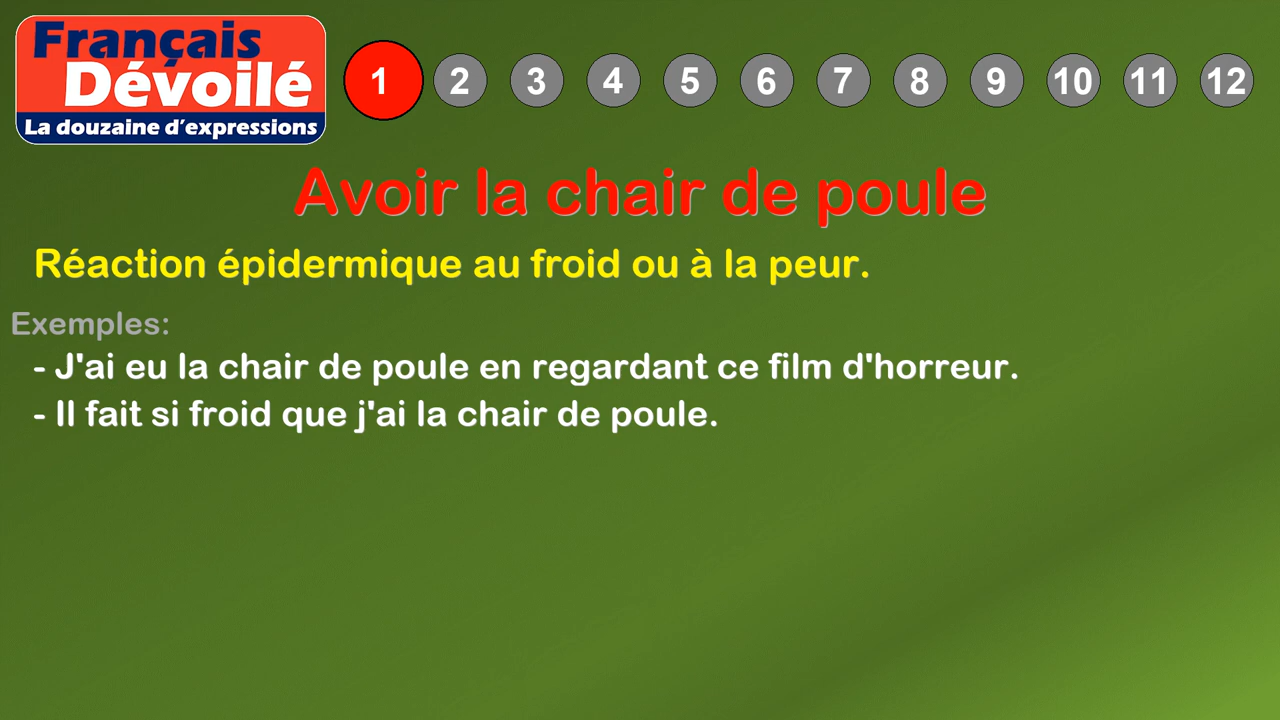 Français
Dévoilé
La douzaine d'expressions
1 2 3 4 5 6 7 8 9 10 11 12
Avoir la chair de poule
Réaction épidermique au froid ou à la peur.
Exemples:
- J'ai eu la chair de poule en regardant ce film d'horreur.
- Il fait si froid que j'ai la chair de poule.